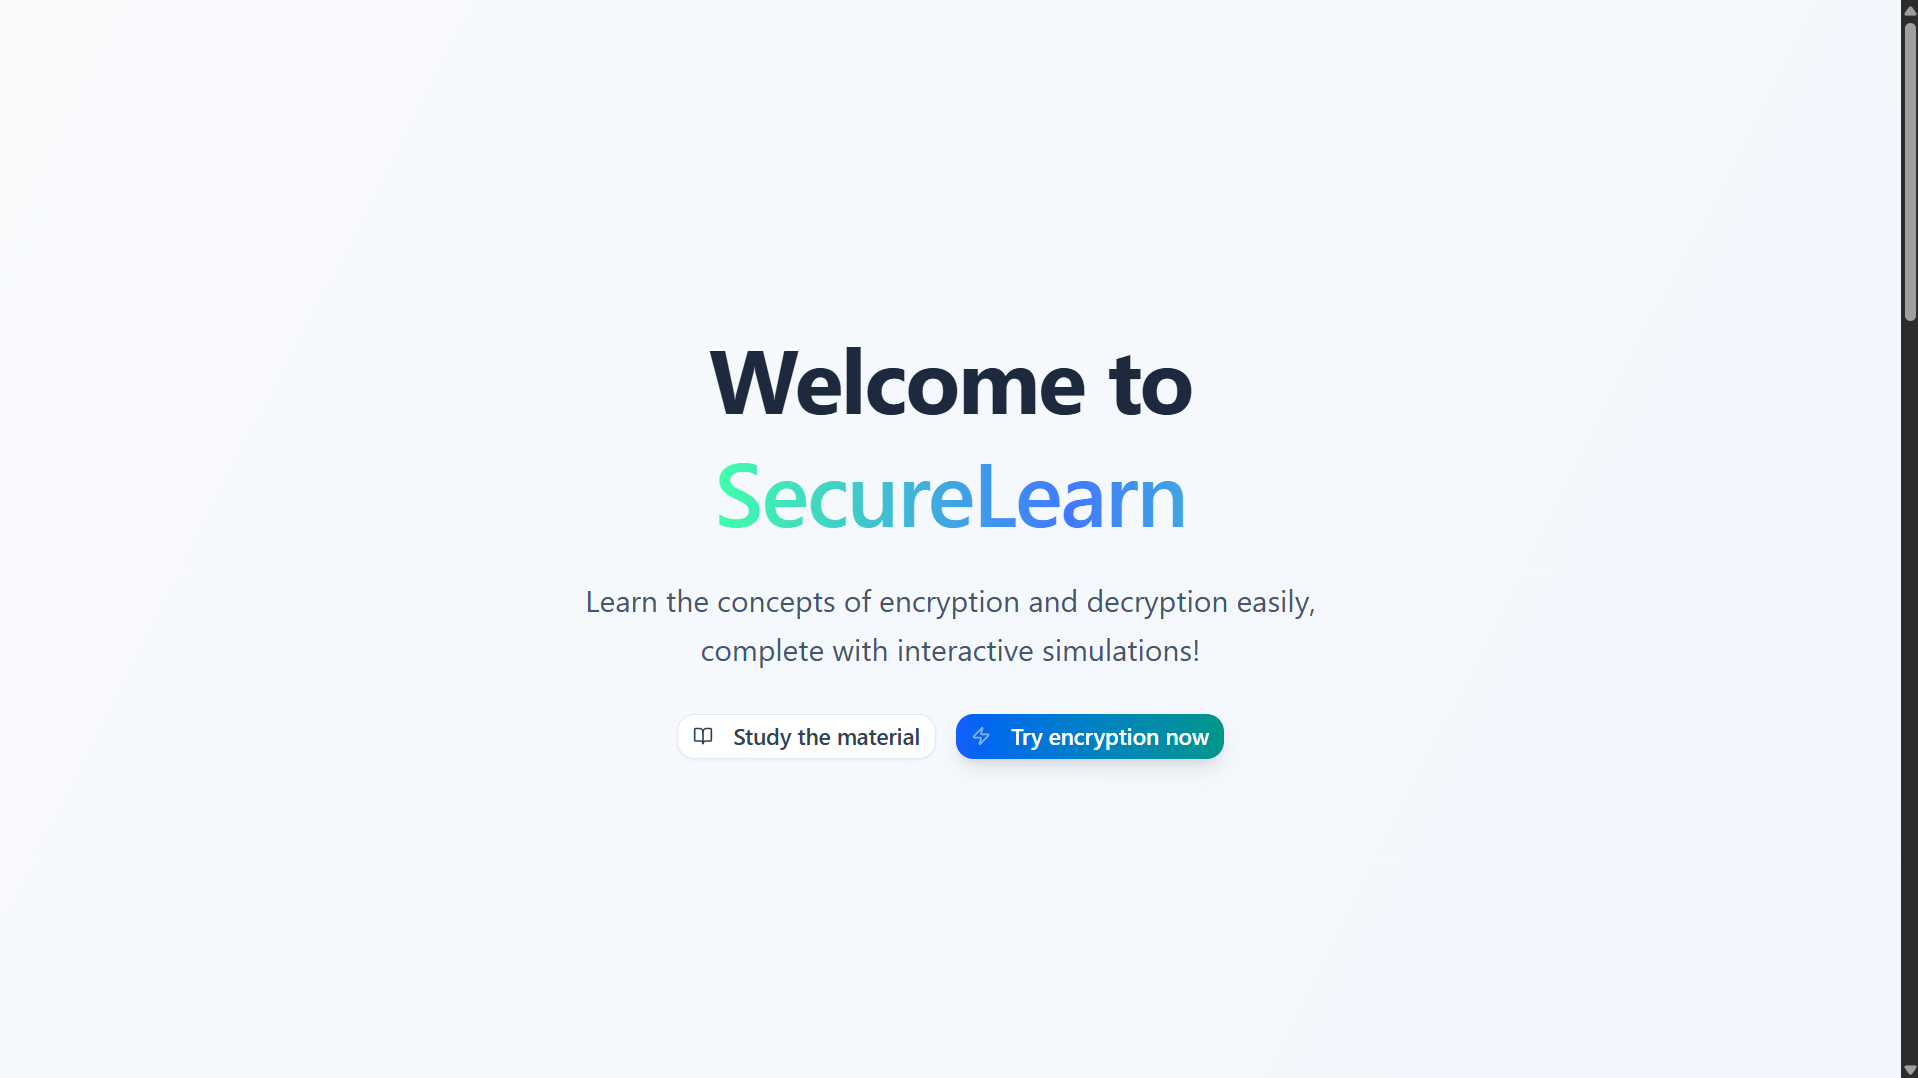 Welcome to
SecureLearn
Learn the concepts of encryption and decryption easily,
complete with interactive simulations!
Study the material
Try encryption now